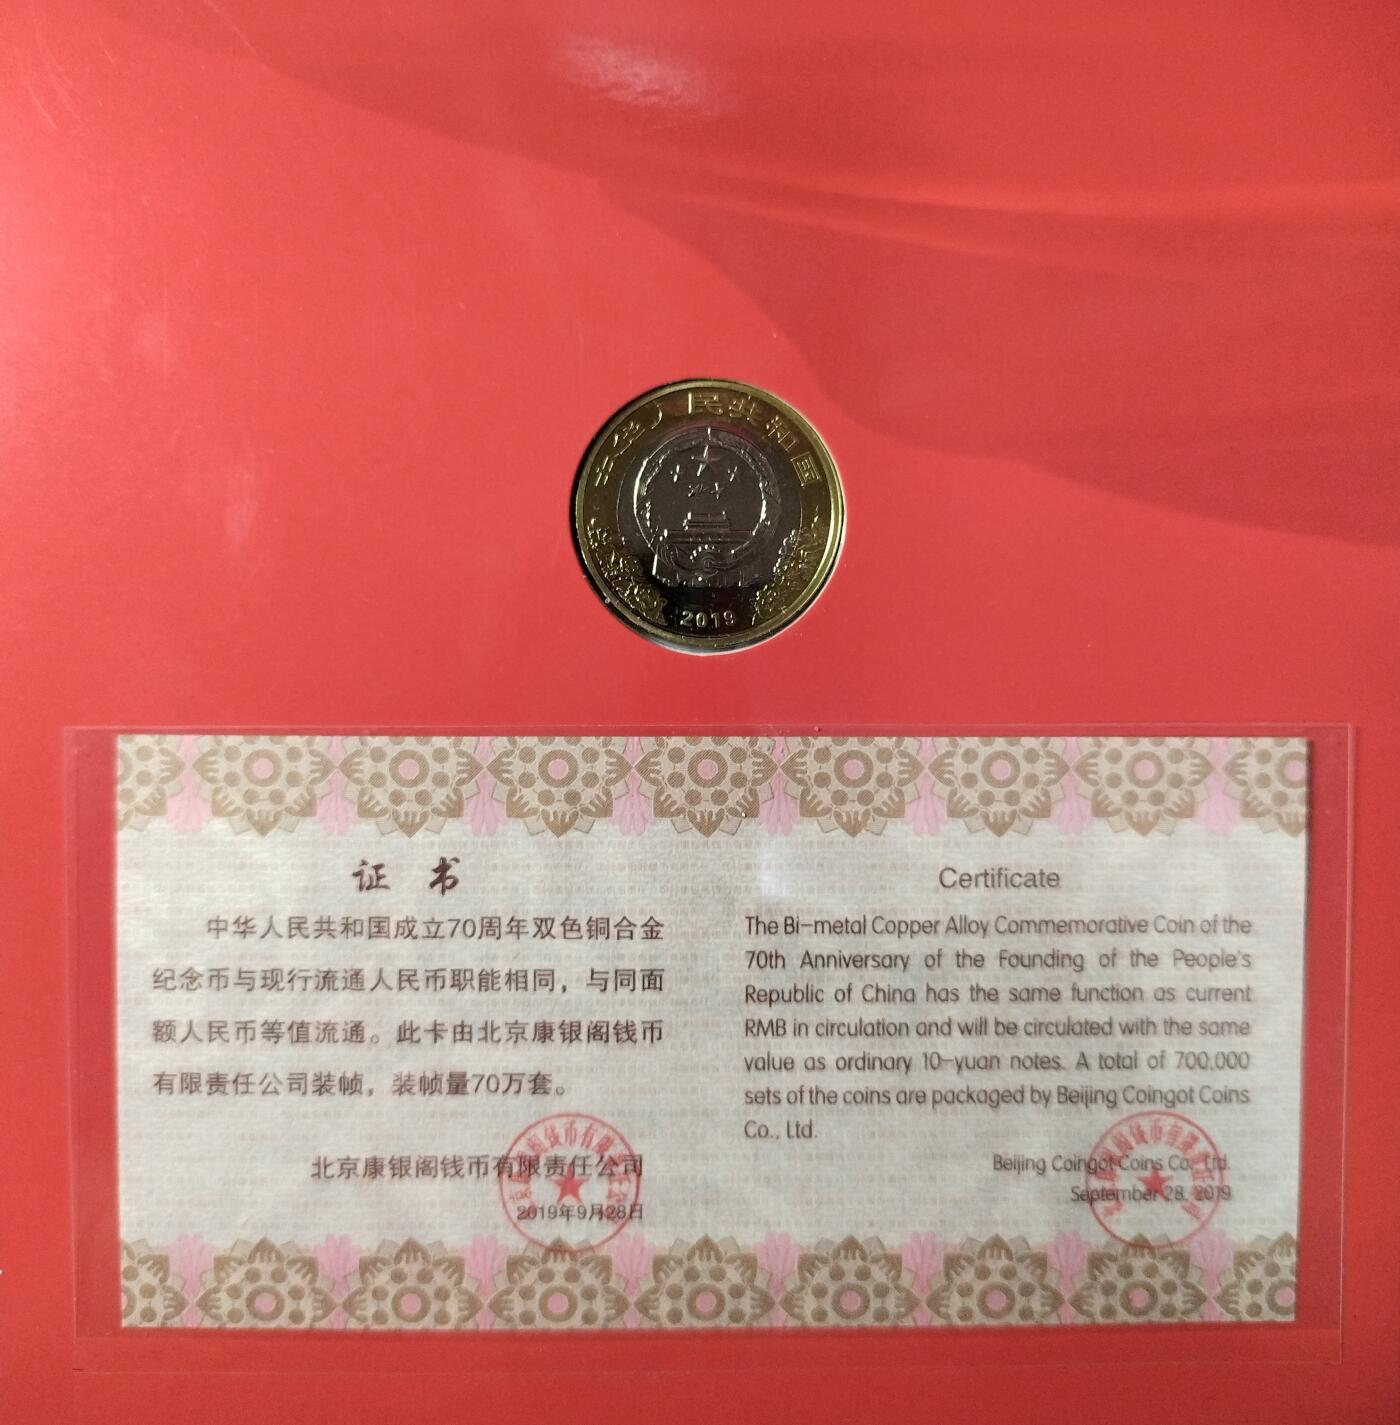 中华人民共和国
2019
证 书
中华人民共和国成立70周年双色铜合金
纪念币与现行流通人民币职能相同，与同面
额人民币等值流通。此卡由北京康银阁钱币
有限责任公司装帧，装帧量70万套。
北京康银阁钱币有限责任公司
2019年9月28日
Certificate
The Bi-metal Copper Alloy Commemorative Coin of the
70th Anniversary of the Founding of the People's
Republic of China has the same function as current
RMB in circulation and will be circulated with the same
value as ordinary 10-yuan notes. A total of 700,000
sets of the coins are packaged by Beijing Coingot Coins
Co., Ltd.
Beijing Coingot Coins Co., Ltd.
September 28, 2019